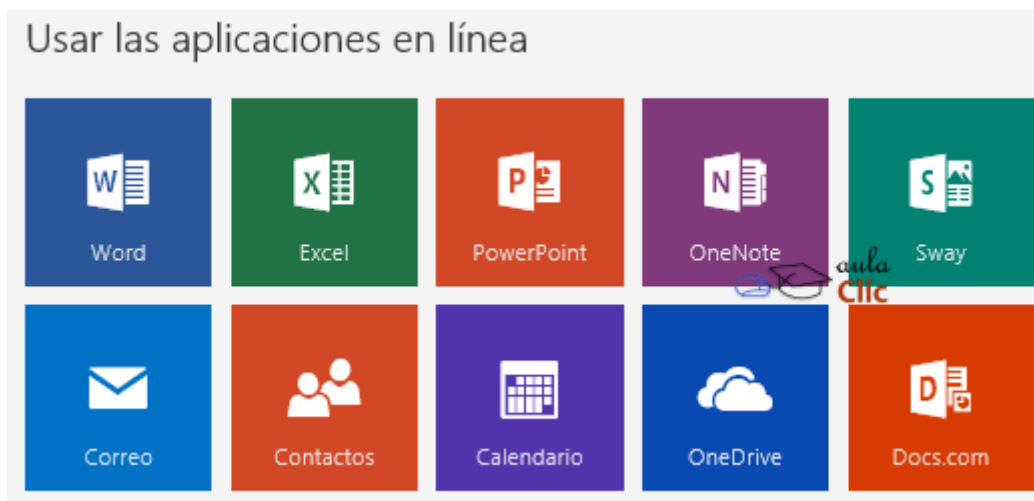 Usar las aplicaciones en línea
W
X
P
N
S
Word
Excel
PowerPoint
OneNote
Sway
aula
Clic
D
Correo
Contactos
Calendario
OneDrive
Docs.com